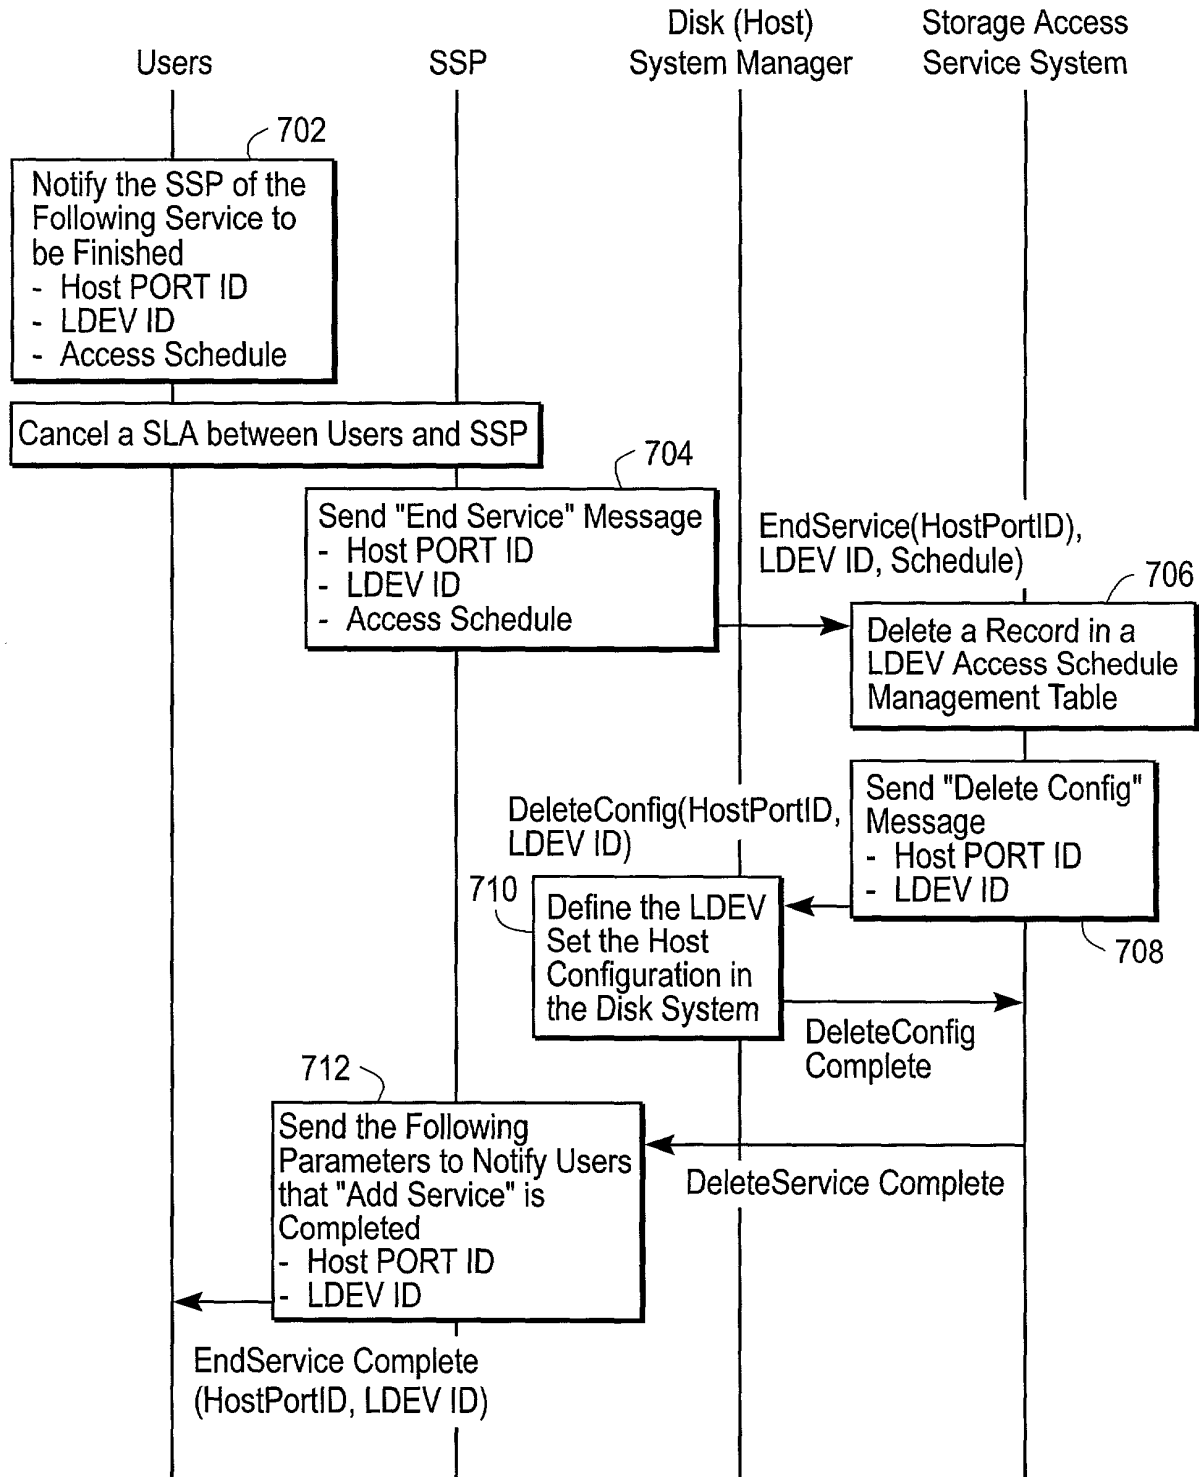 Users
SSP
Disk (Host)
System Manager
Storage Access
Service System
702
Notify the SSP of the
Following Service to
be Finished
- Host PORT ID
- LDEV ID
- Access Schedule
Cancel a SLA between Users and SSP
704
Send "End Service" Message
- Host PORT ID
- LDEV ID
- Access Schedule
EndService(HostPortID),
LDEV ID, Schedule)
706
Delete a Record in a
LDEV Access Schedule
Management Table
Send "Delete Config"
Message
- Host PORT ID
- LDEV ID
708
DeleteConfig(HostPortID,
LDEV ID)
710
Define the LDEV
Set the Host
Configuration in
the Disk System
DeleteConfig
Complete
712
Send the Following
Parameters to Notify Users
that "Add Service" is
Completed
- Host PORT ID
- LDEV ID
DeleteService Complete
EndService Complete
(HostPortID, LDEV ID)